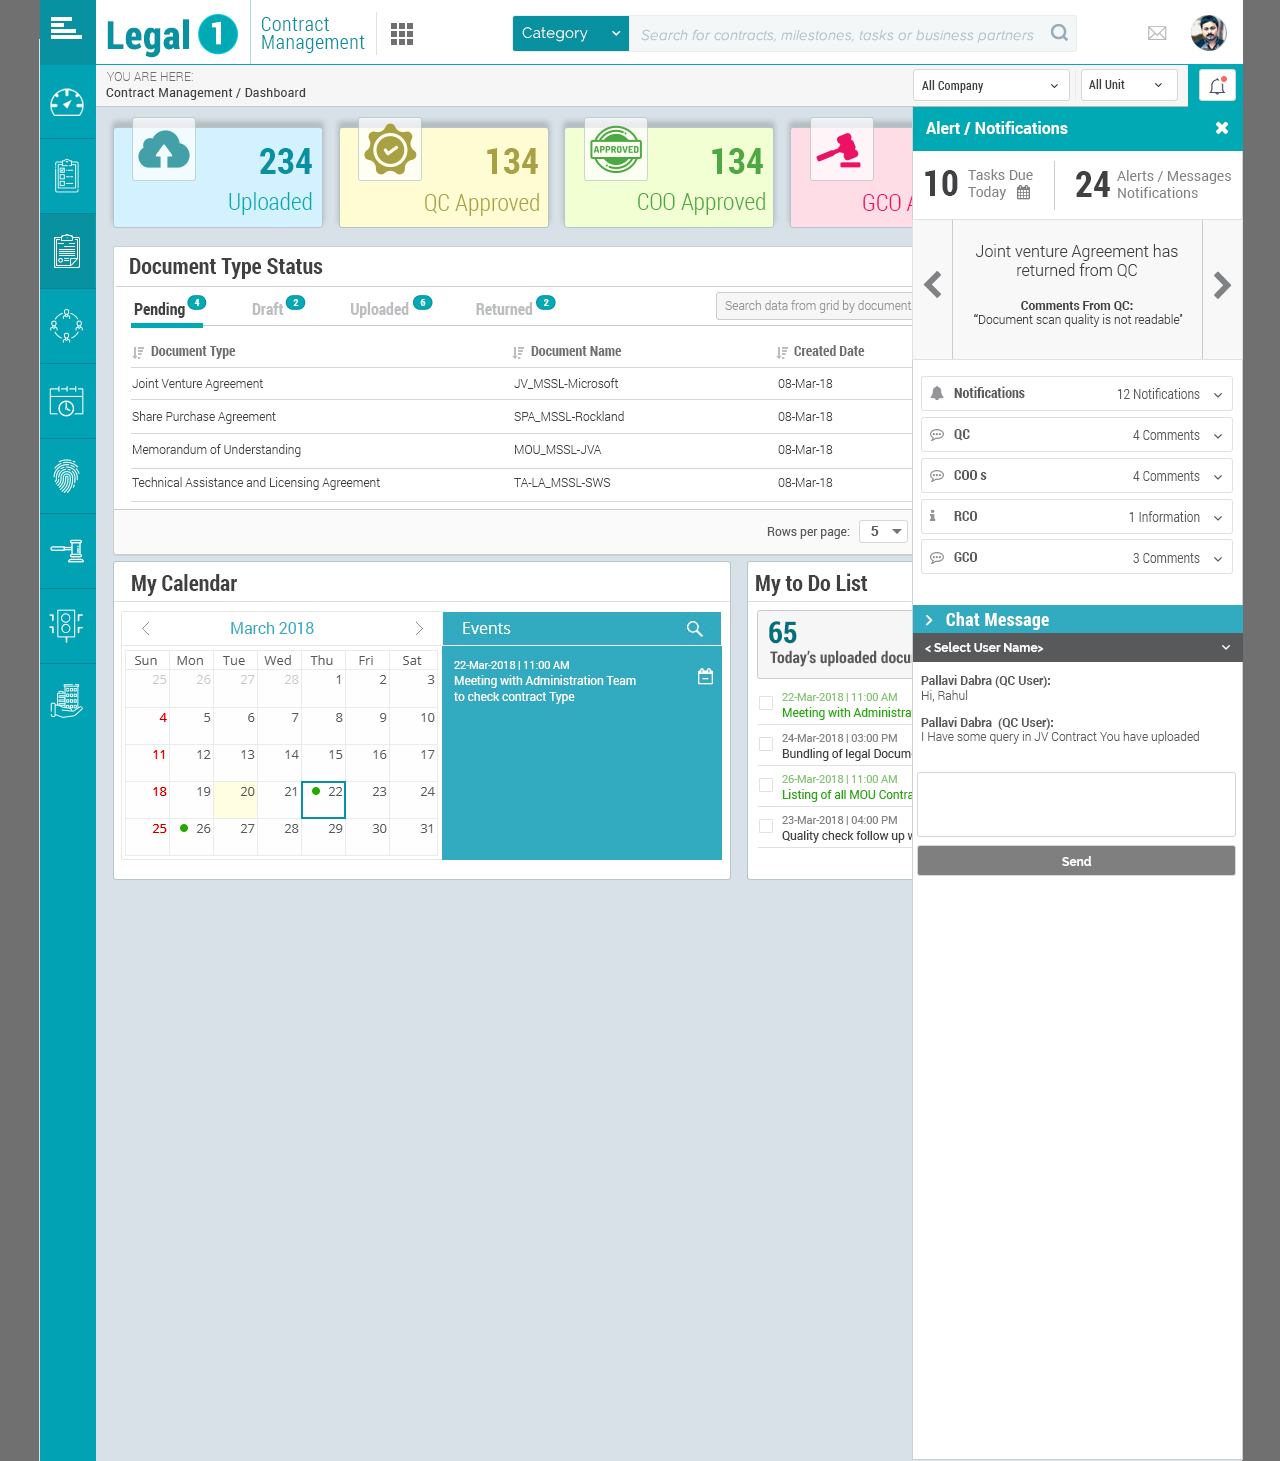 Legal 1
Contract
Management
Category
Search for contracts, milestones, tasks or business partners
YOU ARE HERE:
Contract Management / Dashboard
All Company
All Unit
234
Uploaded
134
QC Approved
APPROVED
134
COO Approved
GCO A
Document Type Status
Pending 4
Draft 2
Uploaded 6
Returned 2
Search data from grid by document
Document Type
Document Name
Created Date
Joint Venture Agreement
JV_MSSL-Microsoft
08-Mar-18
Share Purchase Agreement
SPA_MSSL-Rockland
08-Mar-18
Memorandum of Understanding
MOU_MSSL-JVA
08-Mar-18
Technical Assistance and Licensing Agreement
TA-LA_MSSL-SWS
08-Mar-18
Rows per page: 5
My Calendar
March 2018
Sun Mon Tue Wed Thu Fri Sat
25 26 27 28 1 2 3
4 5 6 7 8 9 10
11 12 13 14 15 16 17
18 19 20 21 22 23 24
25 26 27 28 29 30 31
Events
22-Mar-2018 | 11:00 AM
Meeting with Administration Team
to check contract Type
My to Do List
65
Today's uploaded docu
22-Mar-2018 | 11:00 AM
Meeting with Administra
24-Mar-2018 | 03:00 PM
Bundling of legal Docum
26-Mar-2018 | 11:00 AM
Listing of all MOU Contra
23-Mar-2018 | 04:00 PM
Quality check follow up w
Alert / Notifications
10
Tasks Due
Today
24
Alerts / Messages
Notifications
Joint venture Agreement has
returned from QC
Comments From QC:
“Document scan quality is not readable”
Notifications
12 Notifications
QC
4 Comments
COO s
4 Comments
RCO
1 Information
GCO
3 Comments
Chat Message
< Select User Name>
Pallavi Dabra (QC User):
Hi, Rahul
Pallavi Dabra (QC User):
I Have some query in JV Contract You have uploaded
Send